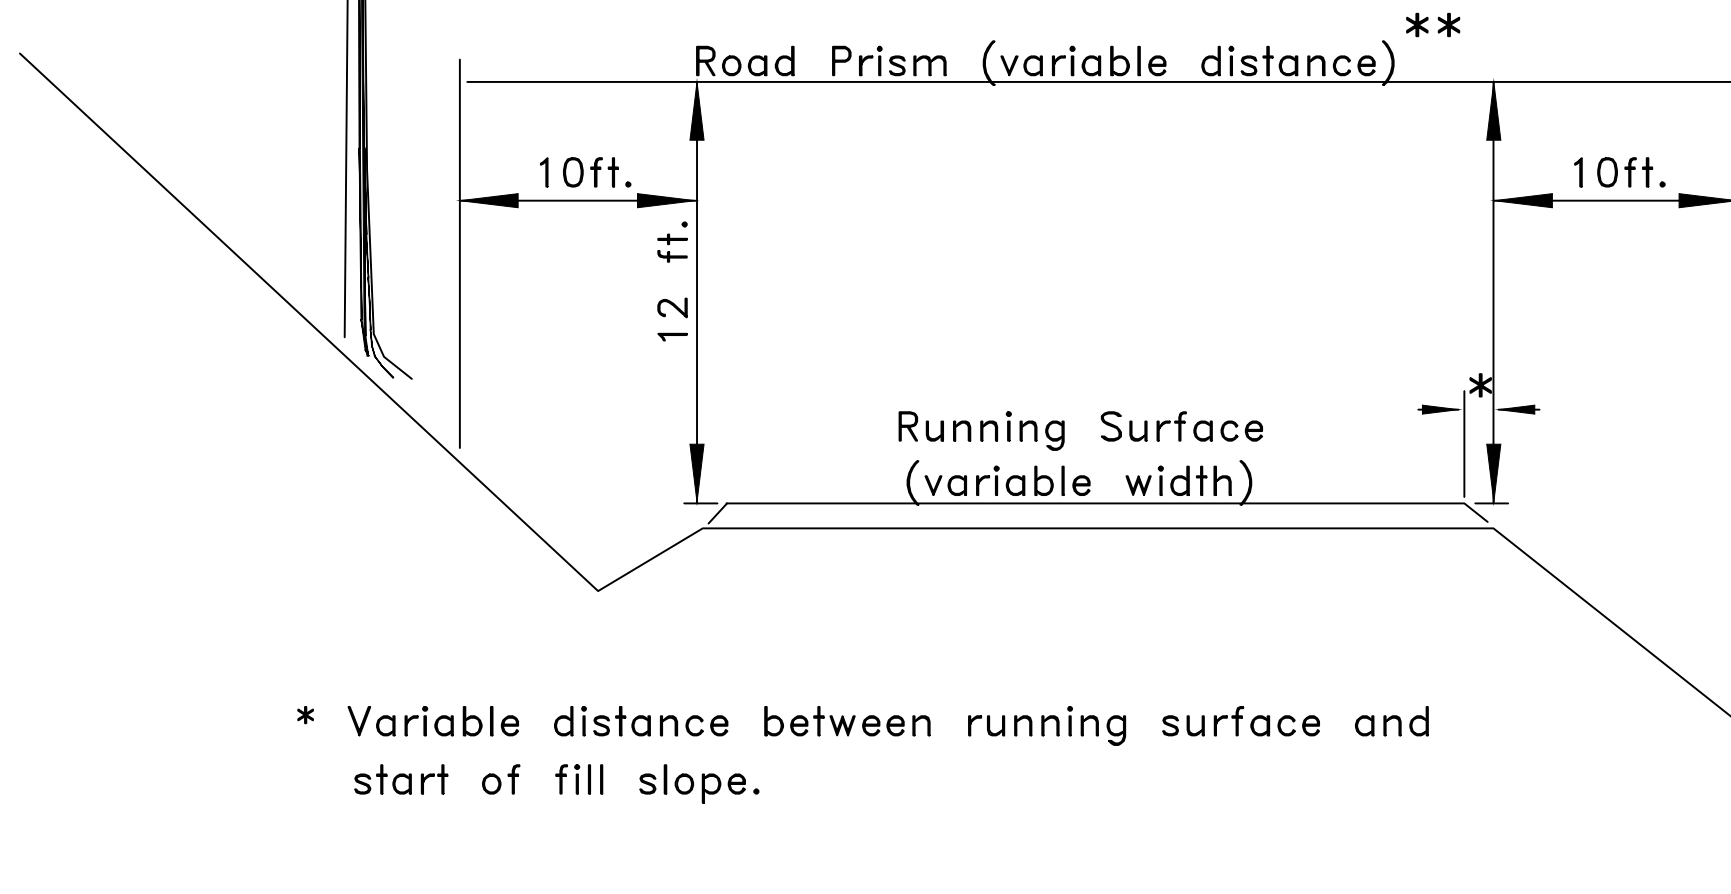 Road Prism (variable distance)**
10ft.
10ft.
12 ft.
*
Running Surface
(variable width)
* Variable distance between running surface and
start of fill slope.